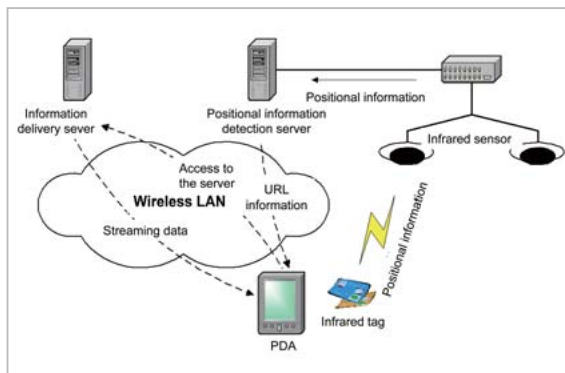 Information
delivery sever
Positional information
detection server
Positional information
Infrared sensor
Access to
the server
Wireless LAN
URL
information
Streaming data
Positional information
Infrared tag
PDA